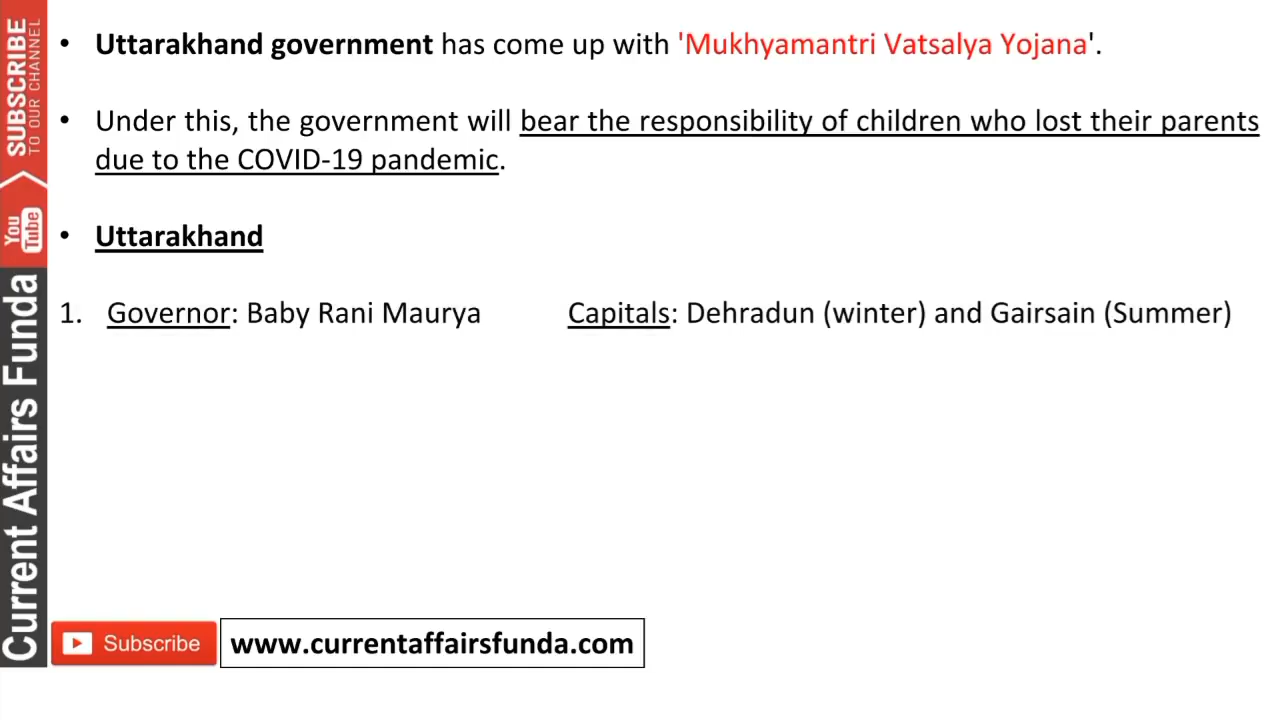 • Uttarakhand government has come up with 'Mukhyamantri Vatsalya Yojana'.
• Under this, the government will bear the responsibility of children who lost their parents
due to the COVID-19 pandemic.
• Uttarakhand
1. Governor: Baby Rani Maurya Capitals: Dehradun (winter) and Gairsain (Summer)
SUBSCRIBE
TO OUR CHANNEL
You Tube
Current Affairs Funda
Subscribe
www.currentaffairsfunda.com